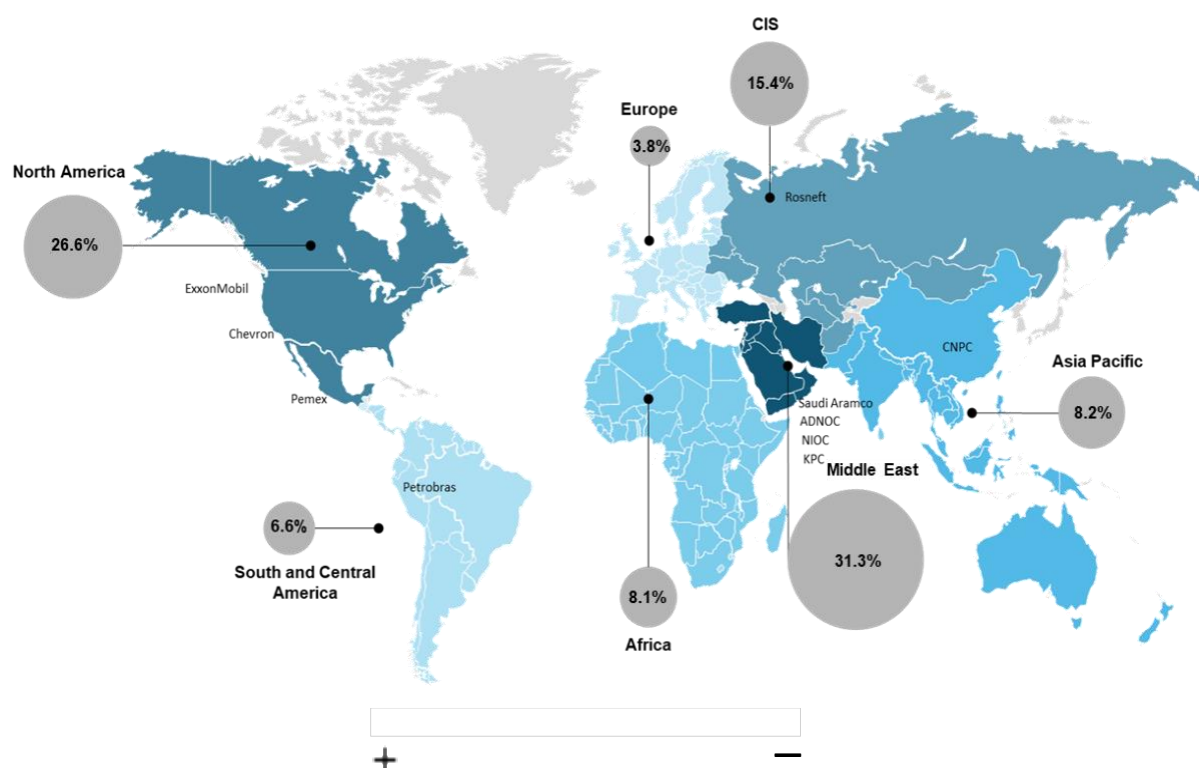 CIS
15.4%
Europe
3.8%
North America
26.6%
Rosneft
ExxonMobil
Chevron
Pemex
CNPC
Asia Pacific
8.2%
Saudi Aramco
ADNOC
NIOC
KPC
Middle East
31.3%
Petrobras
6.6%
South and Central
America
8.1%
Africa
+
−